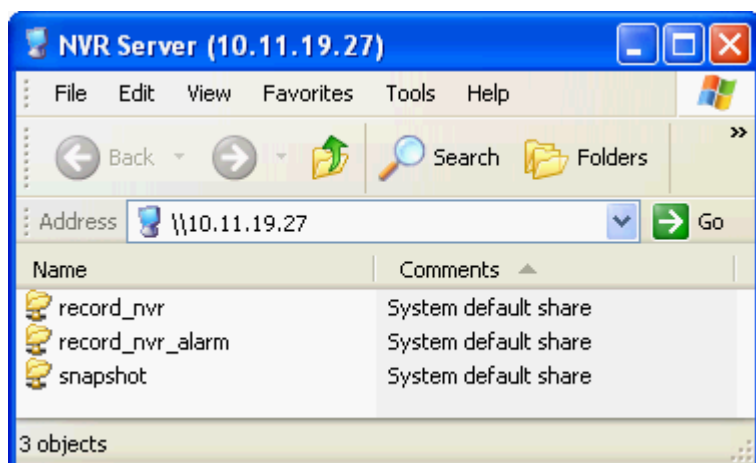 NVR Server (10.11.19.27)
File Edit View Favorites Tools Help
Back Search Folders »
Address \\10.11.19.27 Go
Name Comments
record_nvr System default share
record_nvr_alarm System default share
snapshot System default share
3 objects